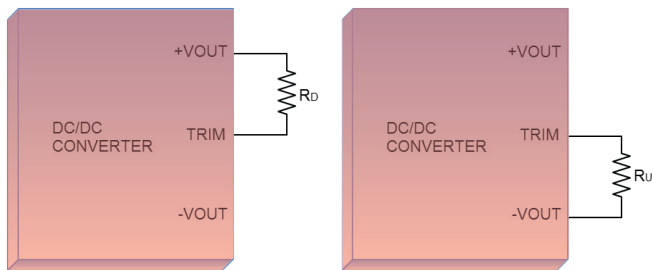 +VOUT
RD
DC/DC
CONVERTER
TRIM
-VOUT
+VOUT
DC/DC
CONVERTER
TRIM
RU
-VOUT